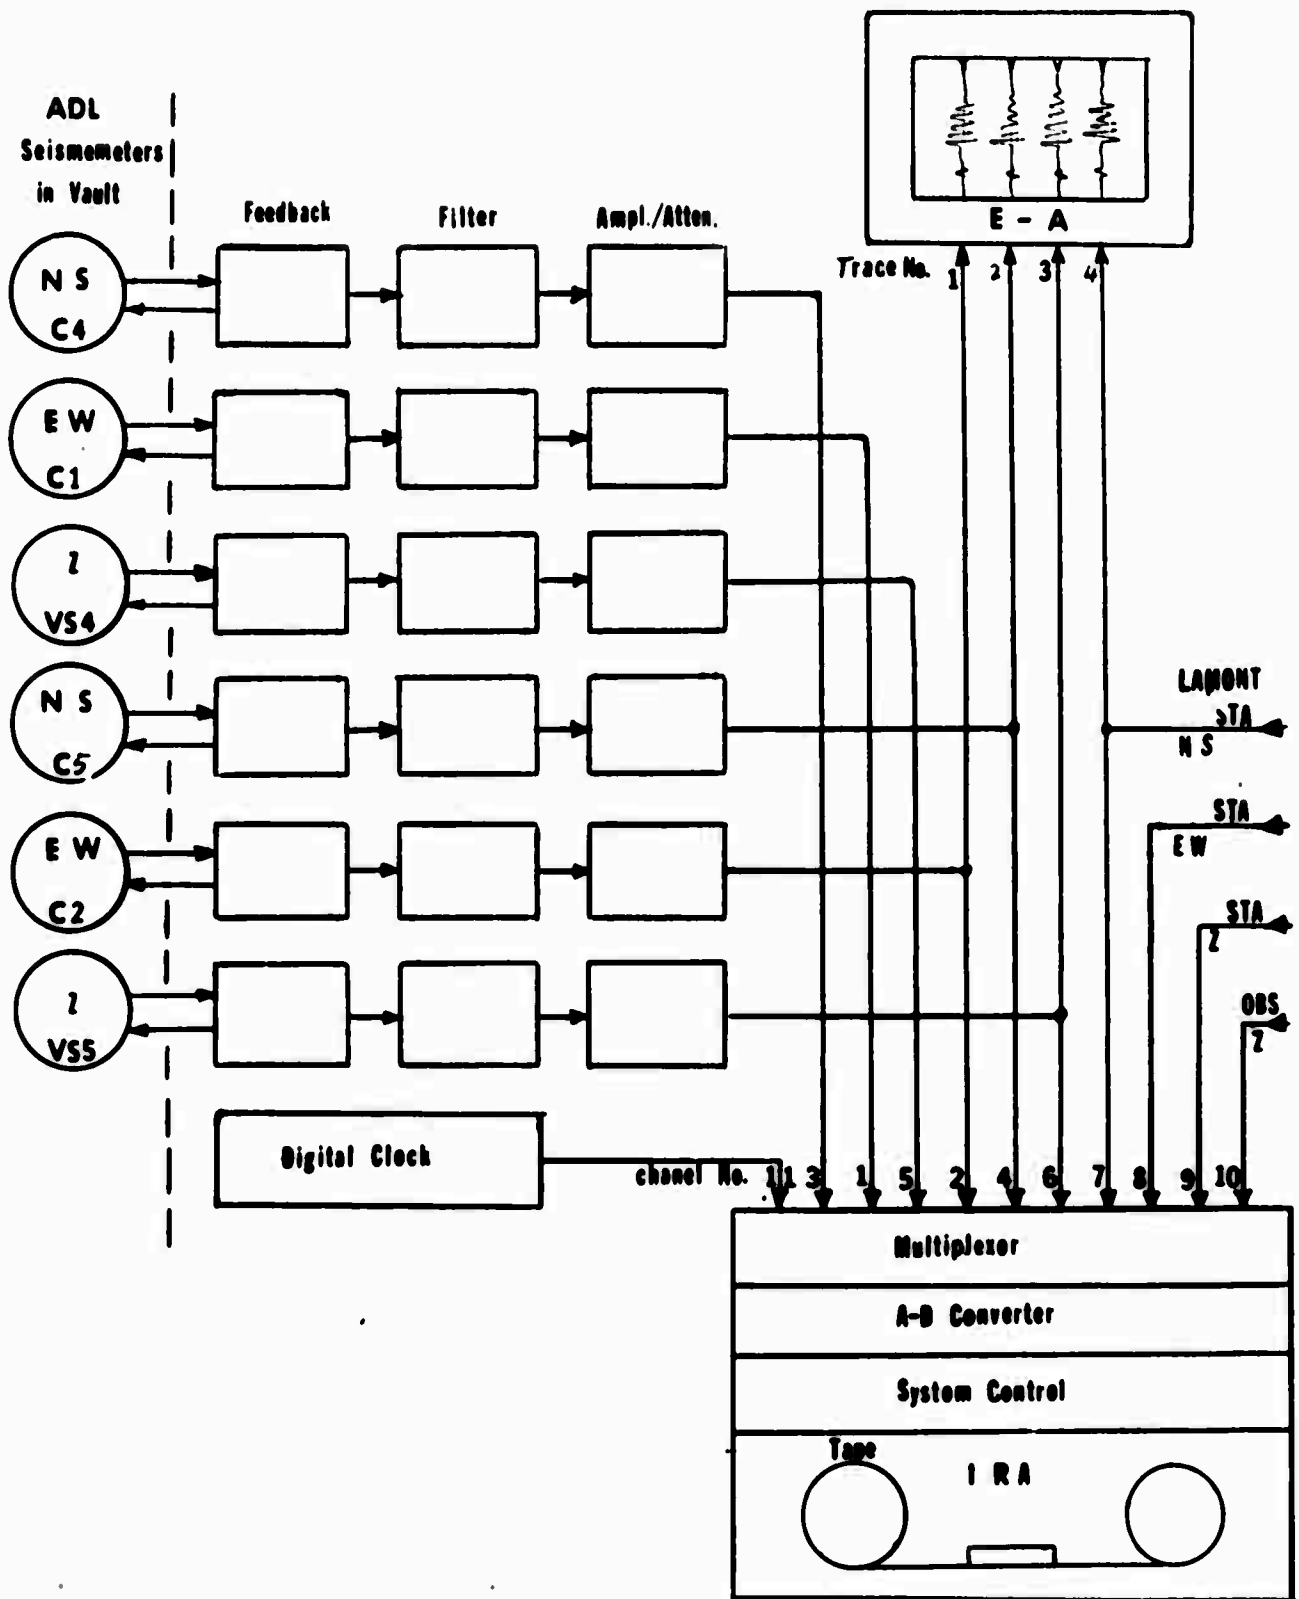 ADL
Seismometers
in Vault
Feedback
Filter
Ampl./Atten.
E - A
Trace No. 1 2 3 4
N S
C4
E W
C1
Z
VS4
N S
C5
E W
C2
Z
VS5
LAMONT
STA
N S
STA
E W
STA
Z
OBS
Z
Digital Clock
chanel No. 11 3 1 5 2 4 6 7 8 9 10
Multiplexor
A-D Converter
System Control
Tape
I R A